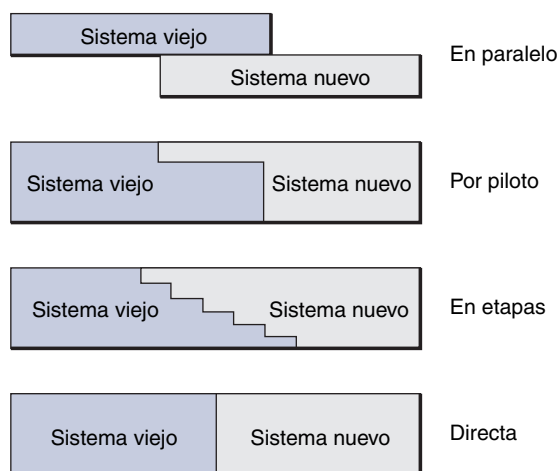 Sistema viejo
Sistema nuevo
En paralelo
Sistema viejo
Sistema nuevo
Por piloto
Sistema viejo
Sistema nuevo
En etapas
Sistema viejo
Sistema nuevo
Directa